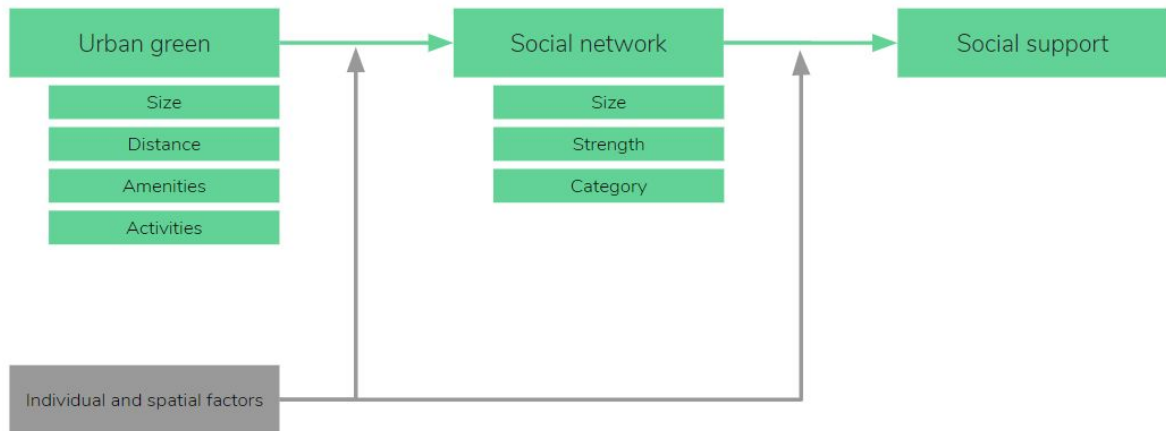 Urban green
Size
Distance
Amenities
Activities
Social network
Size
Strength
Category
Social support
Individual and spatial factors